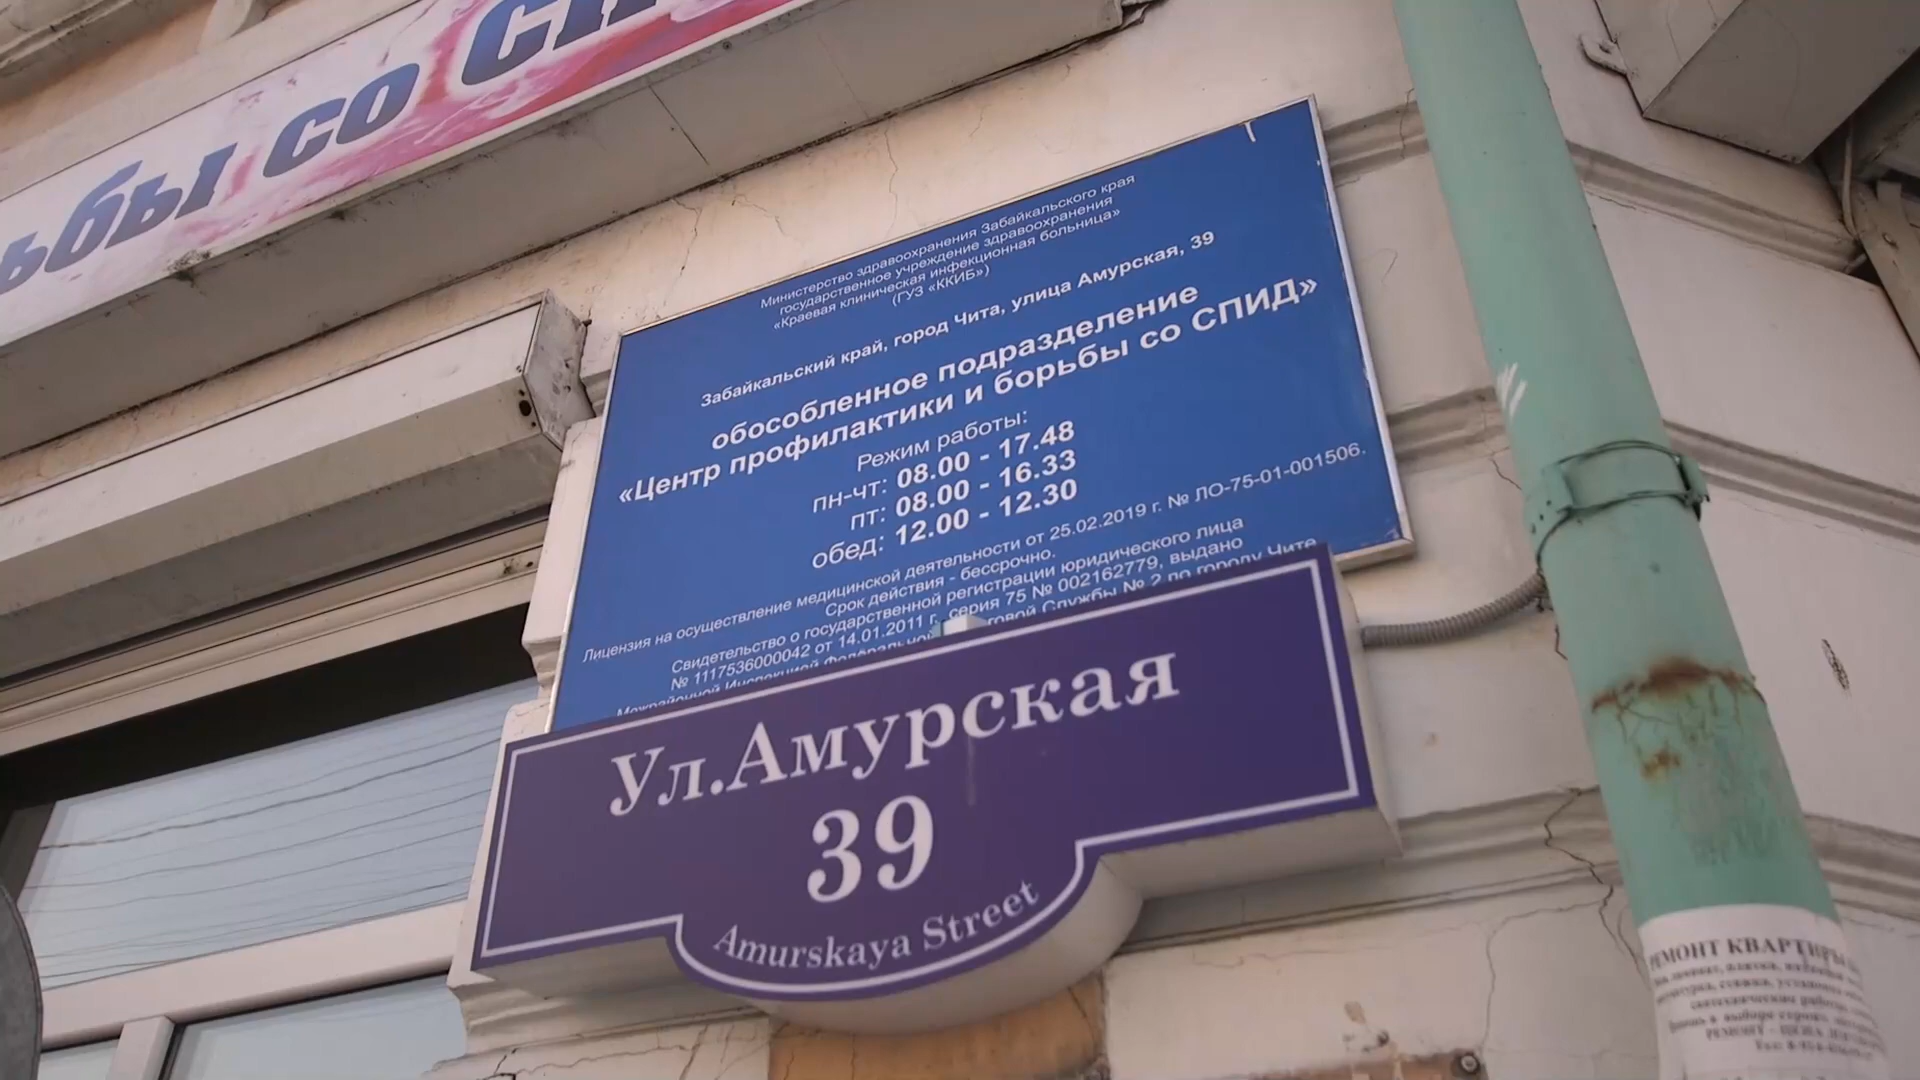 ьбы со СП
Министерство здравоохранения Забайкальского края
государственное учреждение здравоохранения
«Краевая клиническая инфекционная больница»
(ГУЗ «ККИБ»)
Забайкальский край, город Чита, улица Амурская, 39
обособленное подразделение
«Центр профилактики и борьбы со СПИД»
Режим работы:
пн-чт: 08.00 - 17.48
пт: 08.00 - 16.33
обед: 12.00 - 12.30
Лицензия на осуществление медицинской деятельности от 25.02.2019 г. № ЛО-75-01-001506.
Срок действия - бессрочно.
Свидетельство о государственной регистрации юридического лица
№ 1117536000042 от 14.01.2011 г., серия 75 № 002162779, выдано
Межрайонной Инспекцией Федеральной Службы № 2 по городу Чите
Ул.Амурская
39
Amurskaya Street
РЕМОНТ КВАРТИРЫ